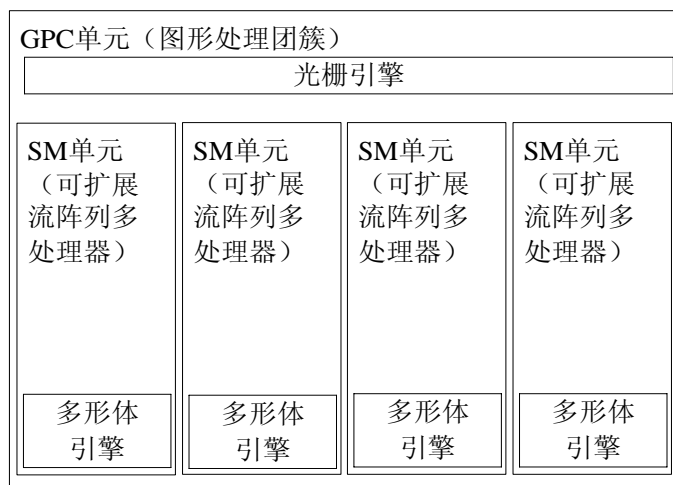 GPC单元（图形处理团簇）
光栅引擎
SM单元
（可扩展
流阵列多
处理器）
SM单元
（可扩展
流阵列多
处理器）
SM单元
（可扩展
流阵列多
处理器）
SM单元
（可扩展
流阵列多
处理器）
多形体
引擎
多形体
引擎
多形体
引擎
多形体
引擎